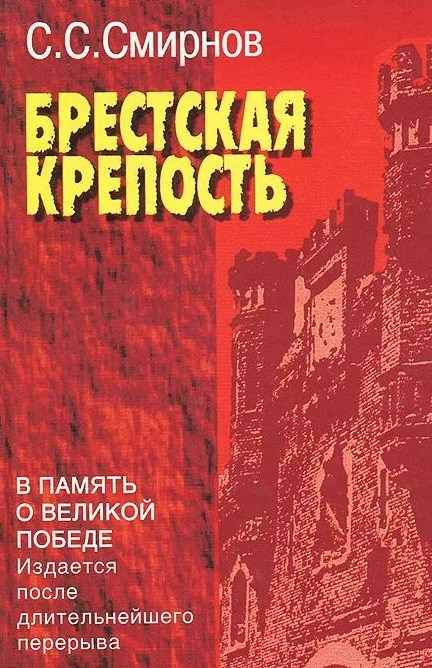 С.С.Смирнов
БРЕСТСКАЯ
КРЕПОСТЬ
В ПАМЯТЬ
О ВЕЛИКОЙ
ПОБЕДЕ
Издается
после
длительнейшего
перерыва